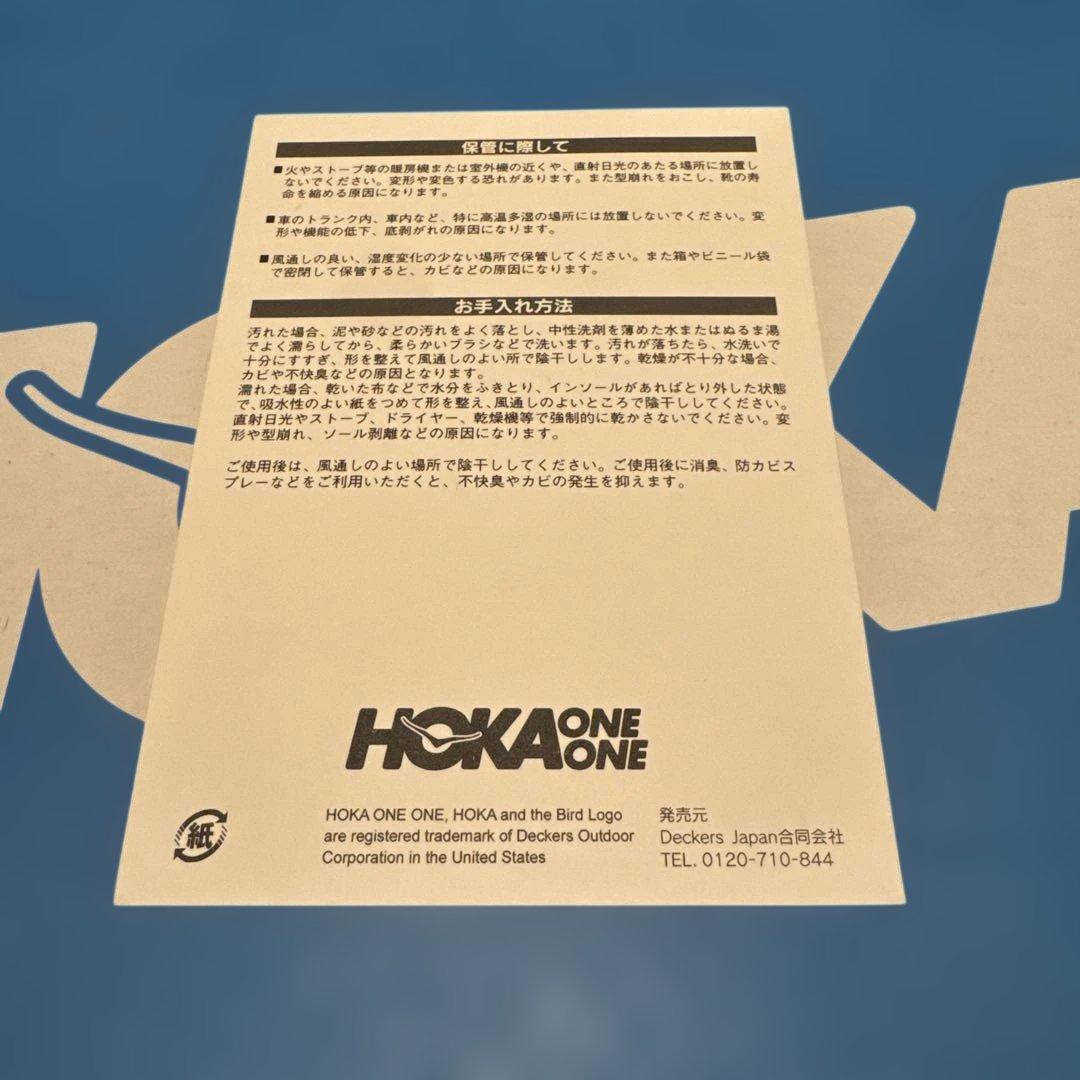 保管に際して
■火やストーブ等の暖房機または室外機の近くや、直射日光のあたる場所に放置し
ないでください。変形や変色する恐れがあります。また型崩れをおこし、靴の寿
命を縮める原因になります。
■車のトランク内、車内など、特に高温多湿の場所には放置しないでください。変
形や機能の低下、底剥がれの原因になります。
■風通しの良い、湿度変化の少ない場所で保管してください。また箱やビニール袋
で密閉して保管すると、カビなどの原因になります。
お手入れ方法
汚れた場合、泥や砂などの汚れをよく落とし、中性洗剤を薄めた水またはぬるま湯
でよく濡らしてから、柔らかいブラシなどで洗います。汚れが落ちたら、水洗いで
十分にすすぎ、形を整えて風通しのよい所で陰干しします。乾燥が不十分な場合、
カビや不快臭などの原因となります。
濡れた場合、乾いた布などで水分をふきとり、インソールがあればとり外した状態
で、吸水性のよい紙をつめて形を整え、風通しのよいところで陰干ししてください。
直射日光やストーブ、ドライヤー、乾燥機等で強制的に乾かさないでください。変
形や型崩れ、ソール剥離などの原因になります。
ご使用後は、風通しのよい場所で陰干ししてください。ご使用後に消臭、防カビス
プレーなどをご利用いただくと、不快臭やカビの発生を抑えます。
HOKA ONE ONE
紙
HOKA ONE ONE, HOKA and the Bird Logo
are registered trademark of Deckers Outdoor
Corporation in the United States
発売元
Deckers Japan合同会社
TEL. 0120-710-844